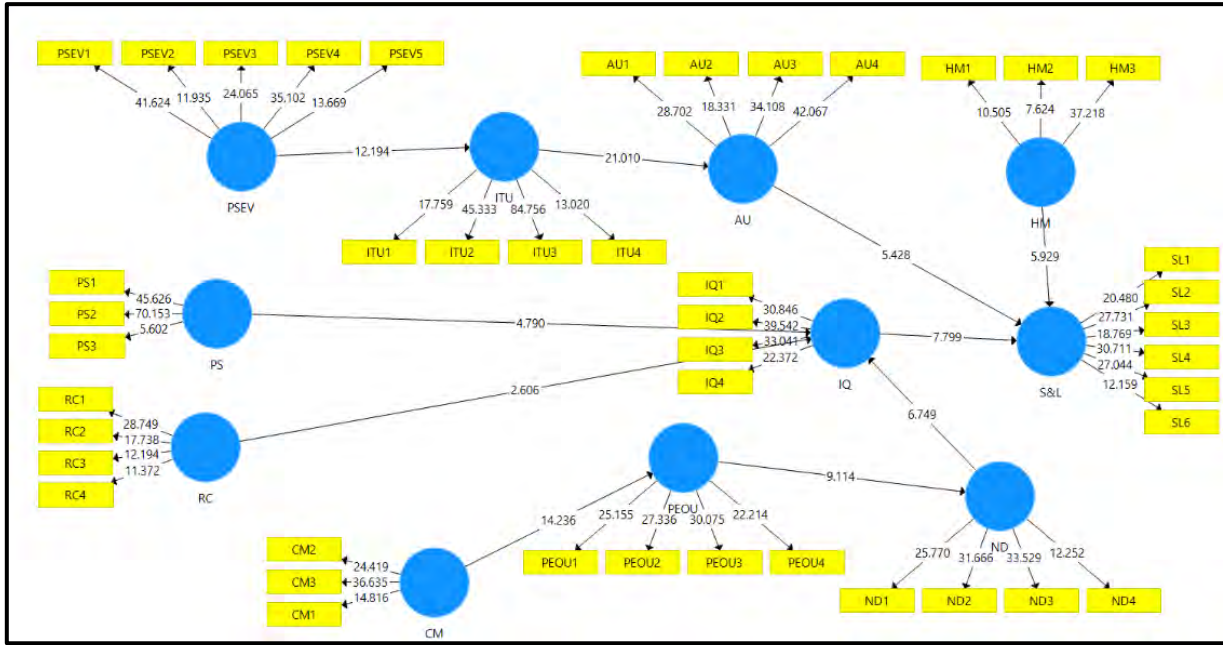 PSEV1 PSEV2 PSEV3 PSEV4 PSEV5
41.624 11.935 24.065 35.102 13.669
PSEV
12.194
ITU
17.759 45.333 84.756 13.020
ITU1 ITU2 ITU3 ITU4
21.010
AU1 AU2 AU3 AU4
28.702 18.331 34.108 42.067
AU
5.428
HM1 HM2 HM3
10.505 7.624 37.218
HM
5.929
PS1
PS2
PS3
45.626
70.153
5.602
PS
4.790
RC1
RC2
RC3
RC4
28.749
17.738
12.194
11.372
RC
2.606
IQ1
IQ2
IQ3
IQ4
30.846
39.542
33.041
22.372
IQ
7.799
SL1
SL2
SL3
SL4
SL5
SL6
20.480
27.731
18.769
30.711
27.044
12.159
S&L
6.749
CM2
CM3
CM1
24.419
36.635
14.816
CM
14.236
PEOU
25.155 27.336 30.075 22.214
PEOU1 PEOU2 PEOU3 PEOU4
9.114
ND
25.770 31.666 33.529 12.252
ND1 ND2 ND3 ND4